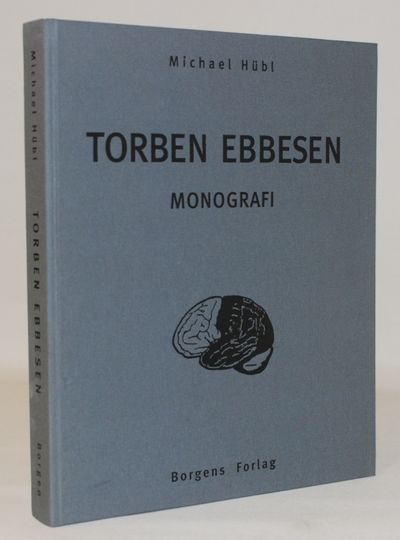 Michael Hübl
TORBEN EBBESEN
MONOGRAFI
Borgens Forlag
Michael Hübl
TORBEN EBBESEN
Borgen